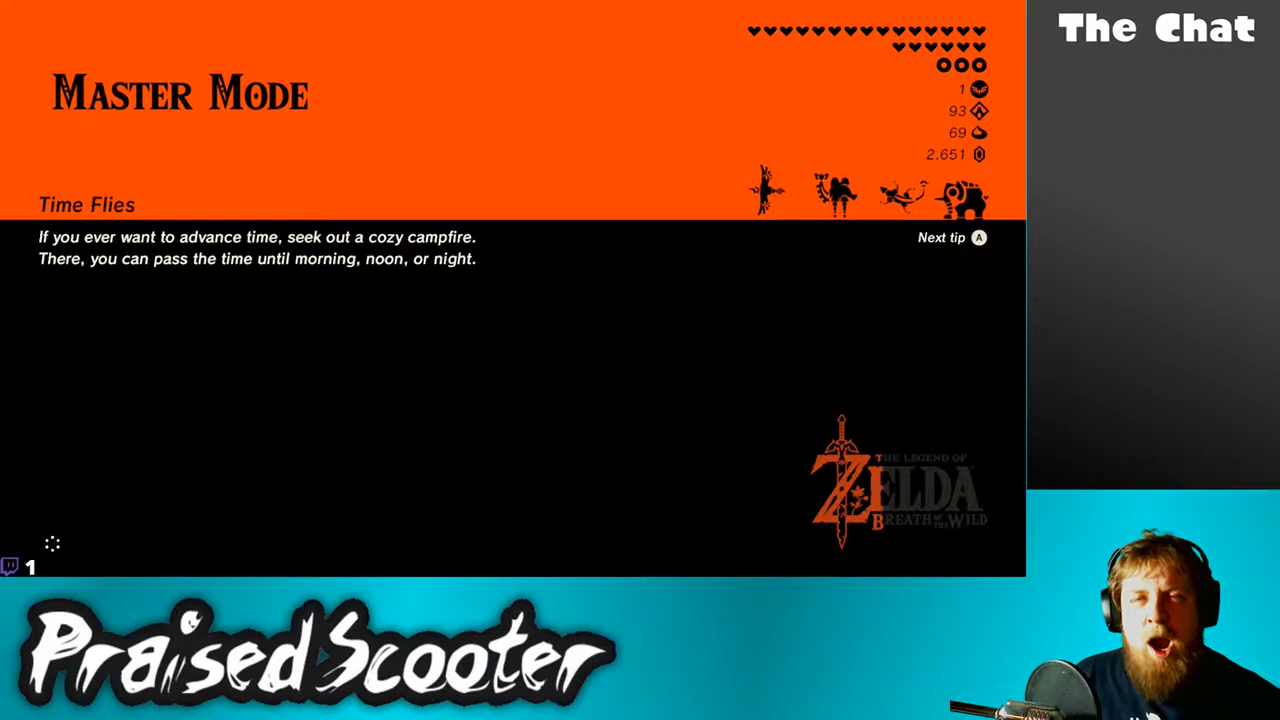 The Chat
Master Mode
1
93
69
2.651
Time Flies
If you ever want to advance time, seek out a cozy campfire.
There, you can pass the time until morning, noon, or night.
Next tip A
THE LEGEND OF
ZELDA
BREATH OF THE WILD
1
PraisedScooter